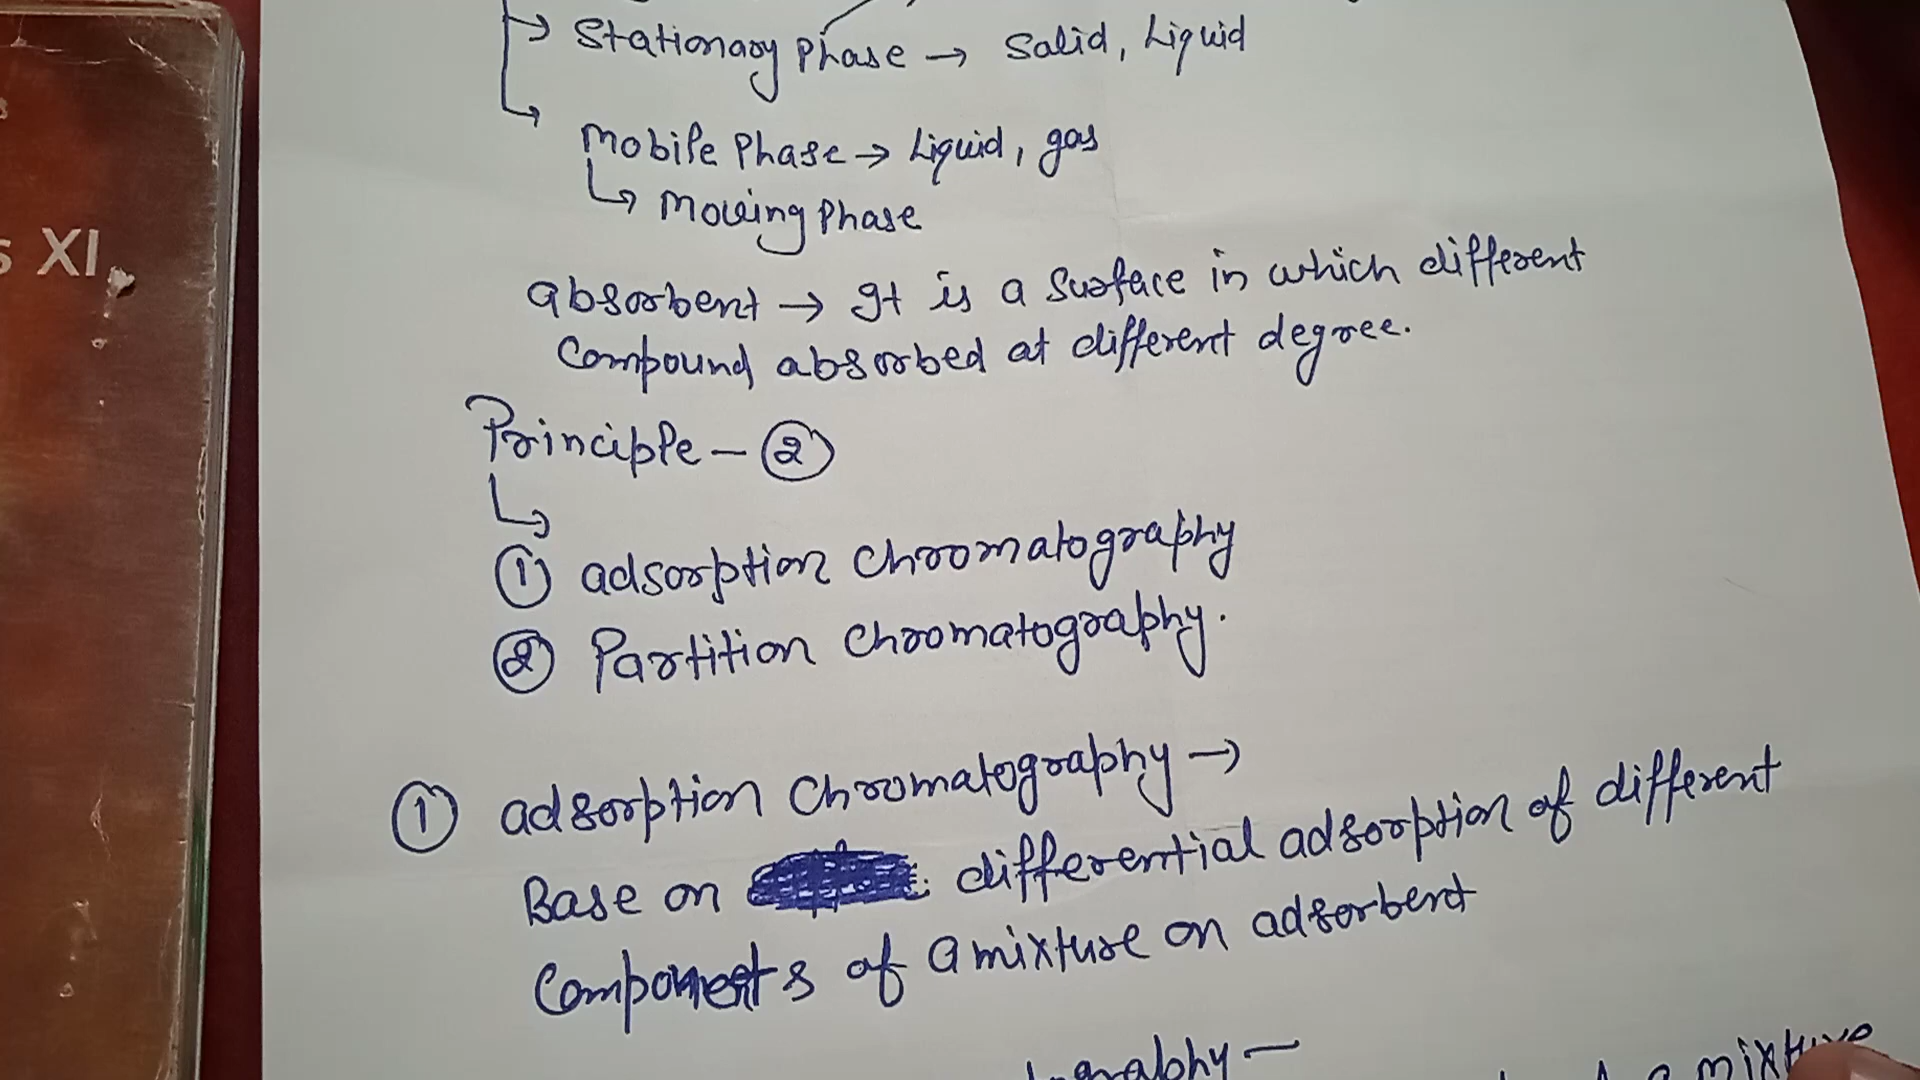 Stationary Phase → Salid, Liquid
Mobile Phase → Liquid, gas
Moving Phase
absorbent → It is a Surface in which different
Compound absorbed at different degree.
s XI
Principle - ②
① adsorption chromatography
② Partition Chromatography.
① adsorption Chromatography →
Base on differential adsorption of different
Components of a mixture on adsorbent
mixture